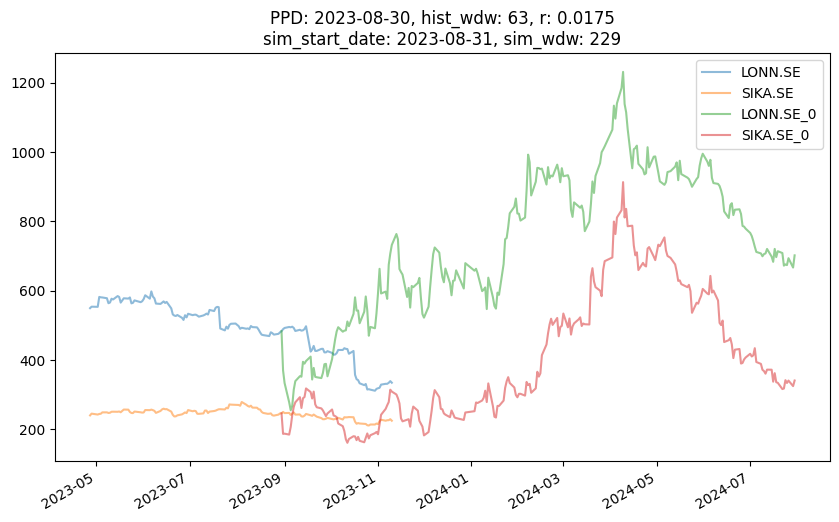 PPD: 2023-08-30, hist_wdw: 63, r: 0.0175
sim_start_date: 2023-08-31, sim_wdw: 229
LONN.SE
SIKA.SE
LONN.SE_0
SIKA.SE_0
1200
1000
800
600
400
200
2023-05
2023-07
2023-09
2023-11
2024-01
2024-03
2024-05
2024-07